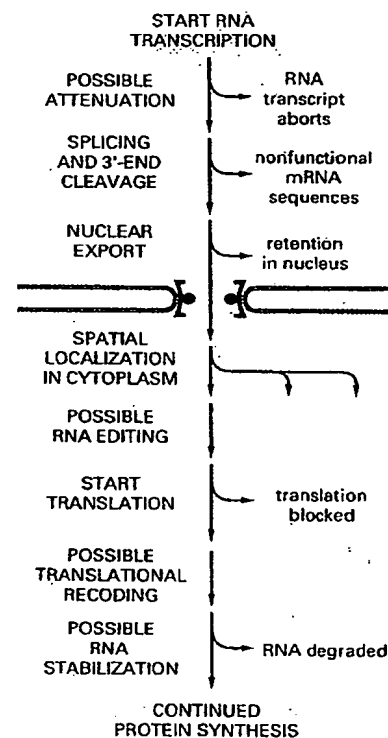 START RNA
TRANSCRIPTION
POSSIBLE
ATTENUATION
RNA
transcript
aborts
SPLICING
AND 3'-END
CLEAVAGE
nonfunctional
mRNA
sequences
NUCLEAR
EXPORT
retention
in nucleus
SPATIAL
LOCALIZATION
IN CYTOPLASM
POSSIBLE
RNA EDITING
START
TRANSLATION
translation
blocked
POSSIBLE
TRANSLATIONAL
RECODING
POSSIBLE
RNA
STABILIZATION
RNA degraded
CONTINUED
PROTEIN SYNTHESIS